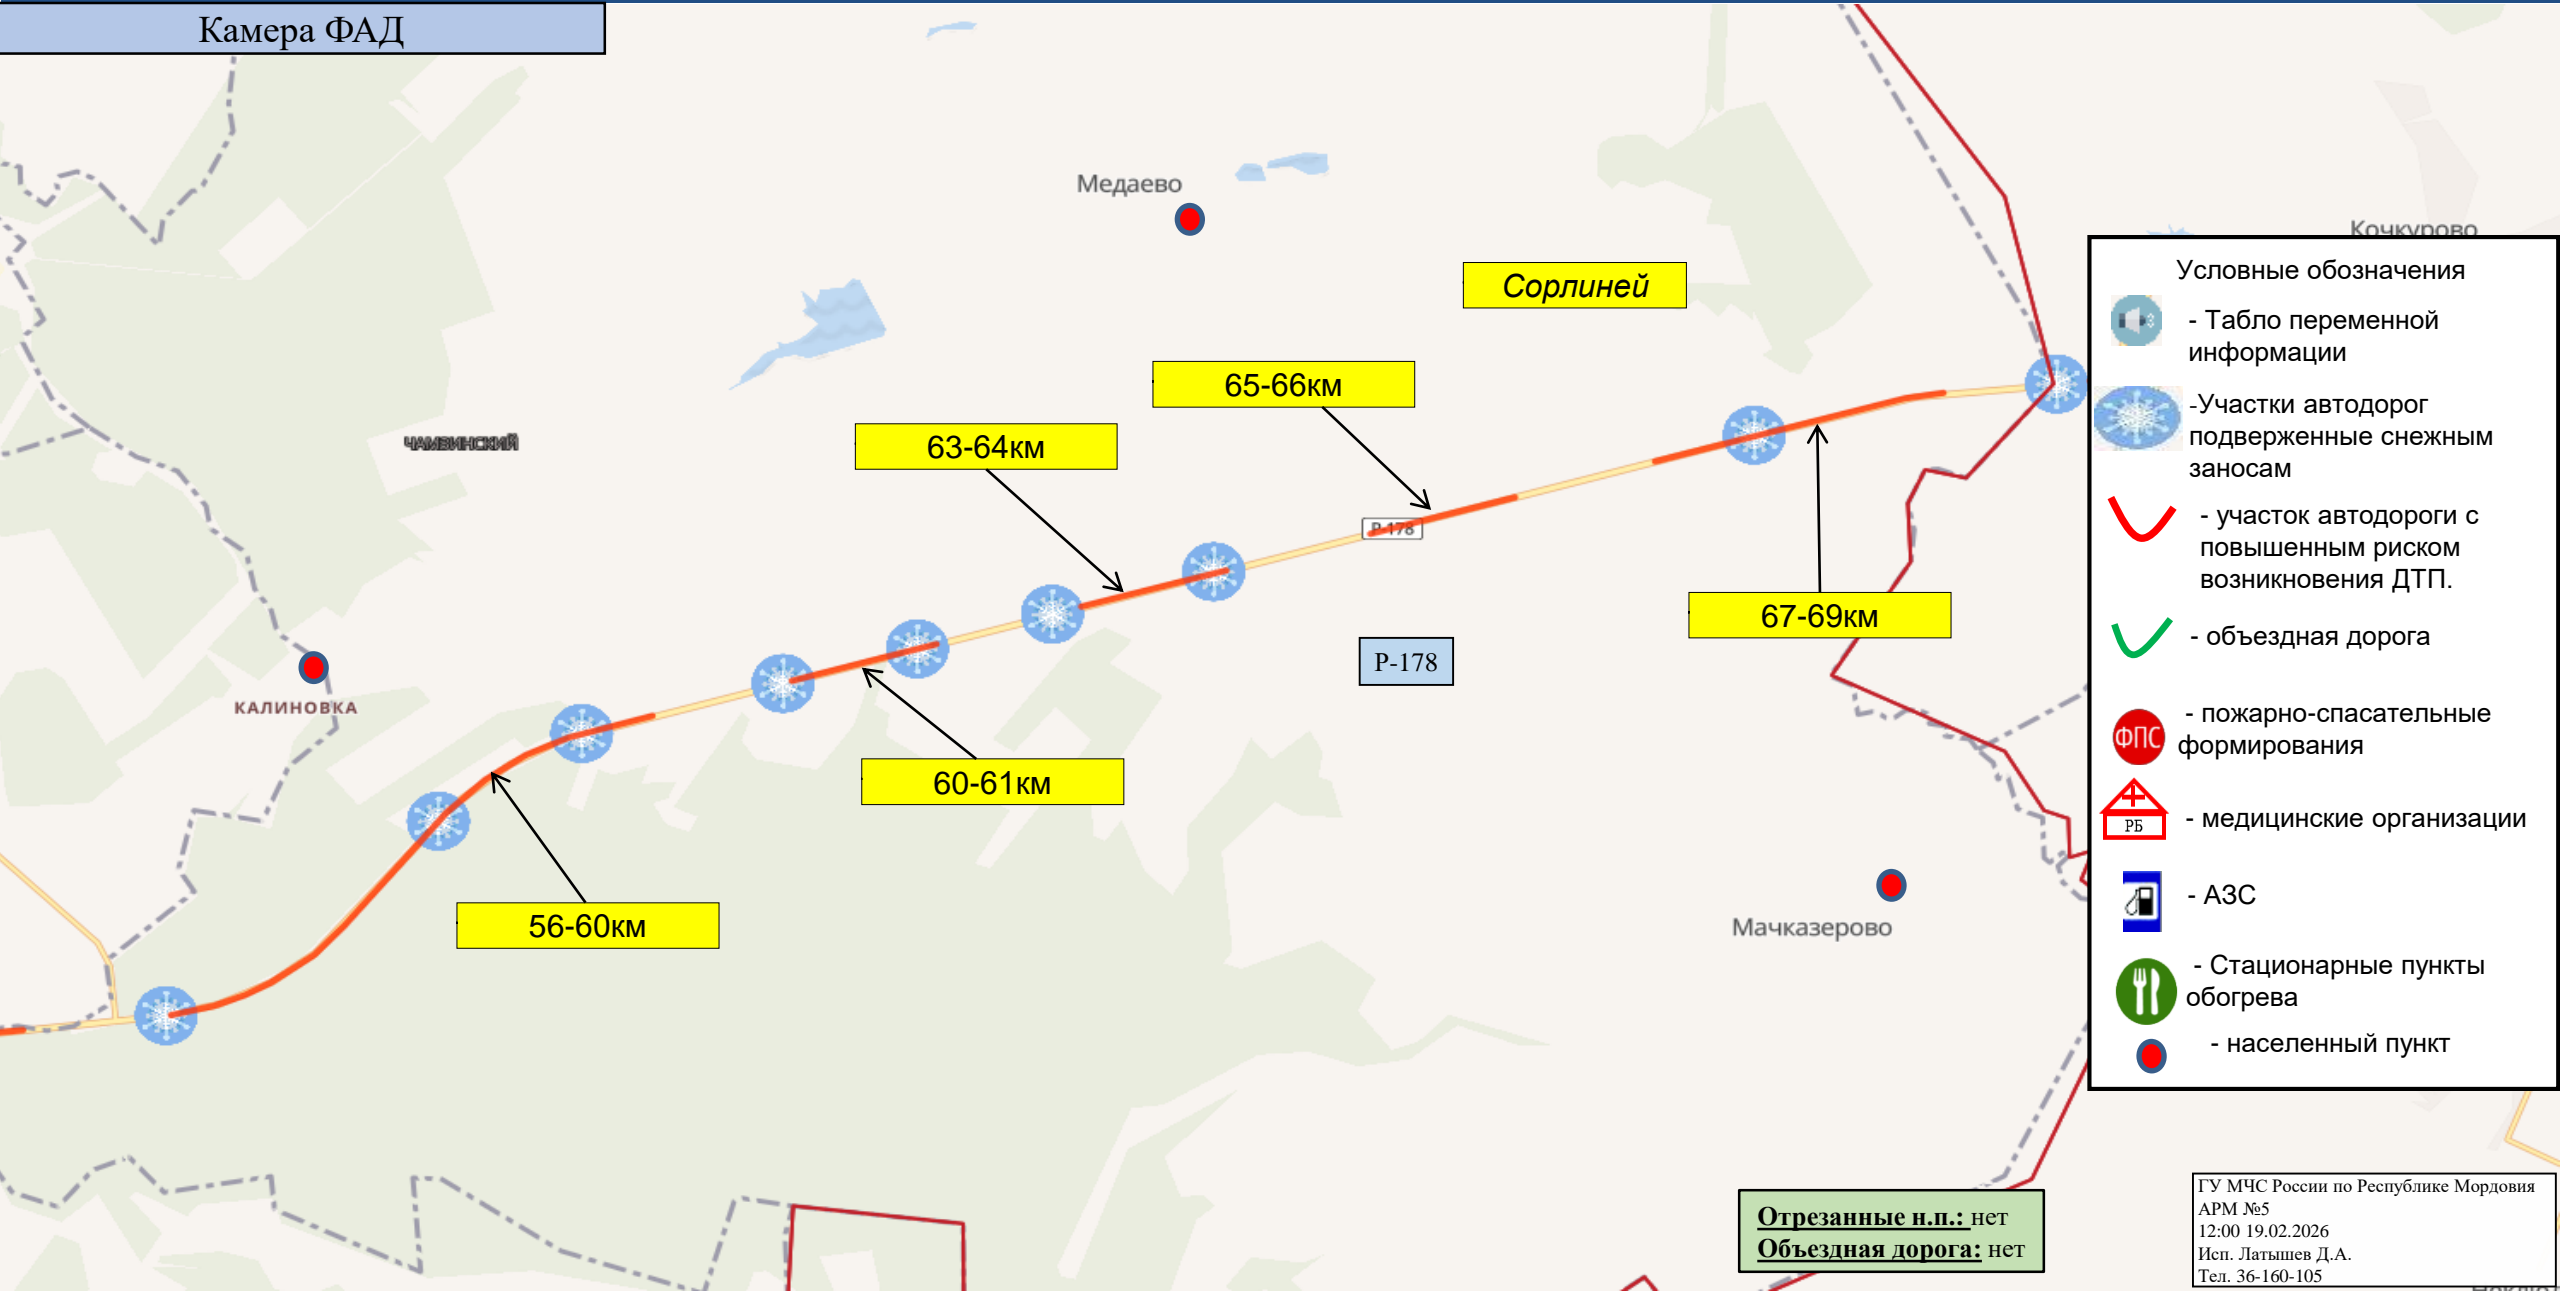 Камера ФАД
Медаево
Кочкурово
Сорлиней
65-66км
63-64км
ЧАМЗИНСКИЙ
Р-178
67-69км
Р-178
КАЛИНОВКА
60-61км
56-60км
Мачказерово
Условные обозначения
- Табло переменной
информации
-Участки автодорог
подверженные снежным
заносам
- участок автодороги с
повышенным риском
возникновения ДТП.
- объездная дорога
ФПС
- пожарно-спасательные
формирования
РБ
- медицинские организации
- АЗС
- Стационарные пункты
обогрева
- населенный пункт
Отрезанные н.п.: нет
Объездная дорога: нет
ГУ МЧС России по Республике Мордовия
АРМ №5
12:00 19.02.2026
Исп. Латышев Д.А.
Тел. 36-160-105